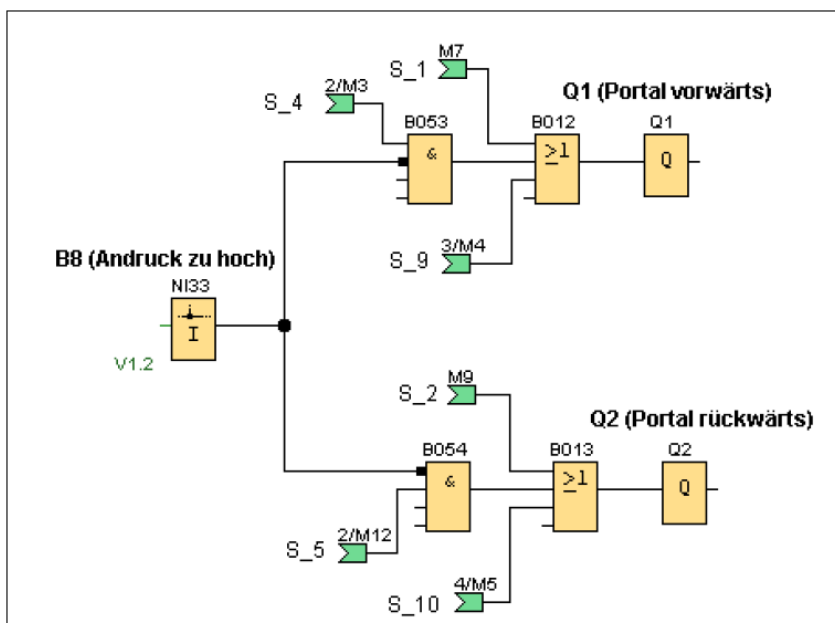 M7
S_1
2/M3
S_4
Q1 (Portal vorwärts)
B053
B012
Q1
&
>1
Q
3/M4
S_9
B8 (Andruck zu hoch)
NI33
I
V1.2
M9
S_2
Q2 (Portal rückwärts)
B054
B013
Q2
&
>1
Q
2/M12
S_5
4/M5
S_10